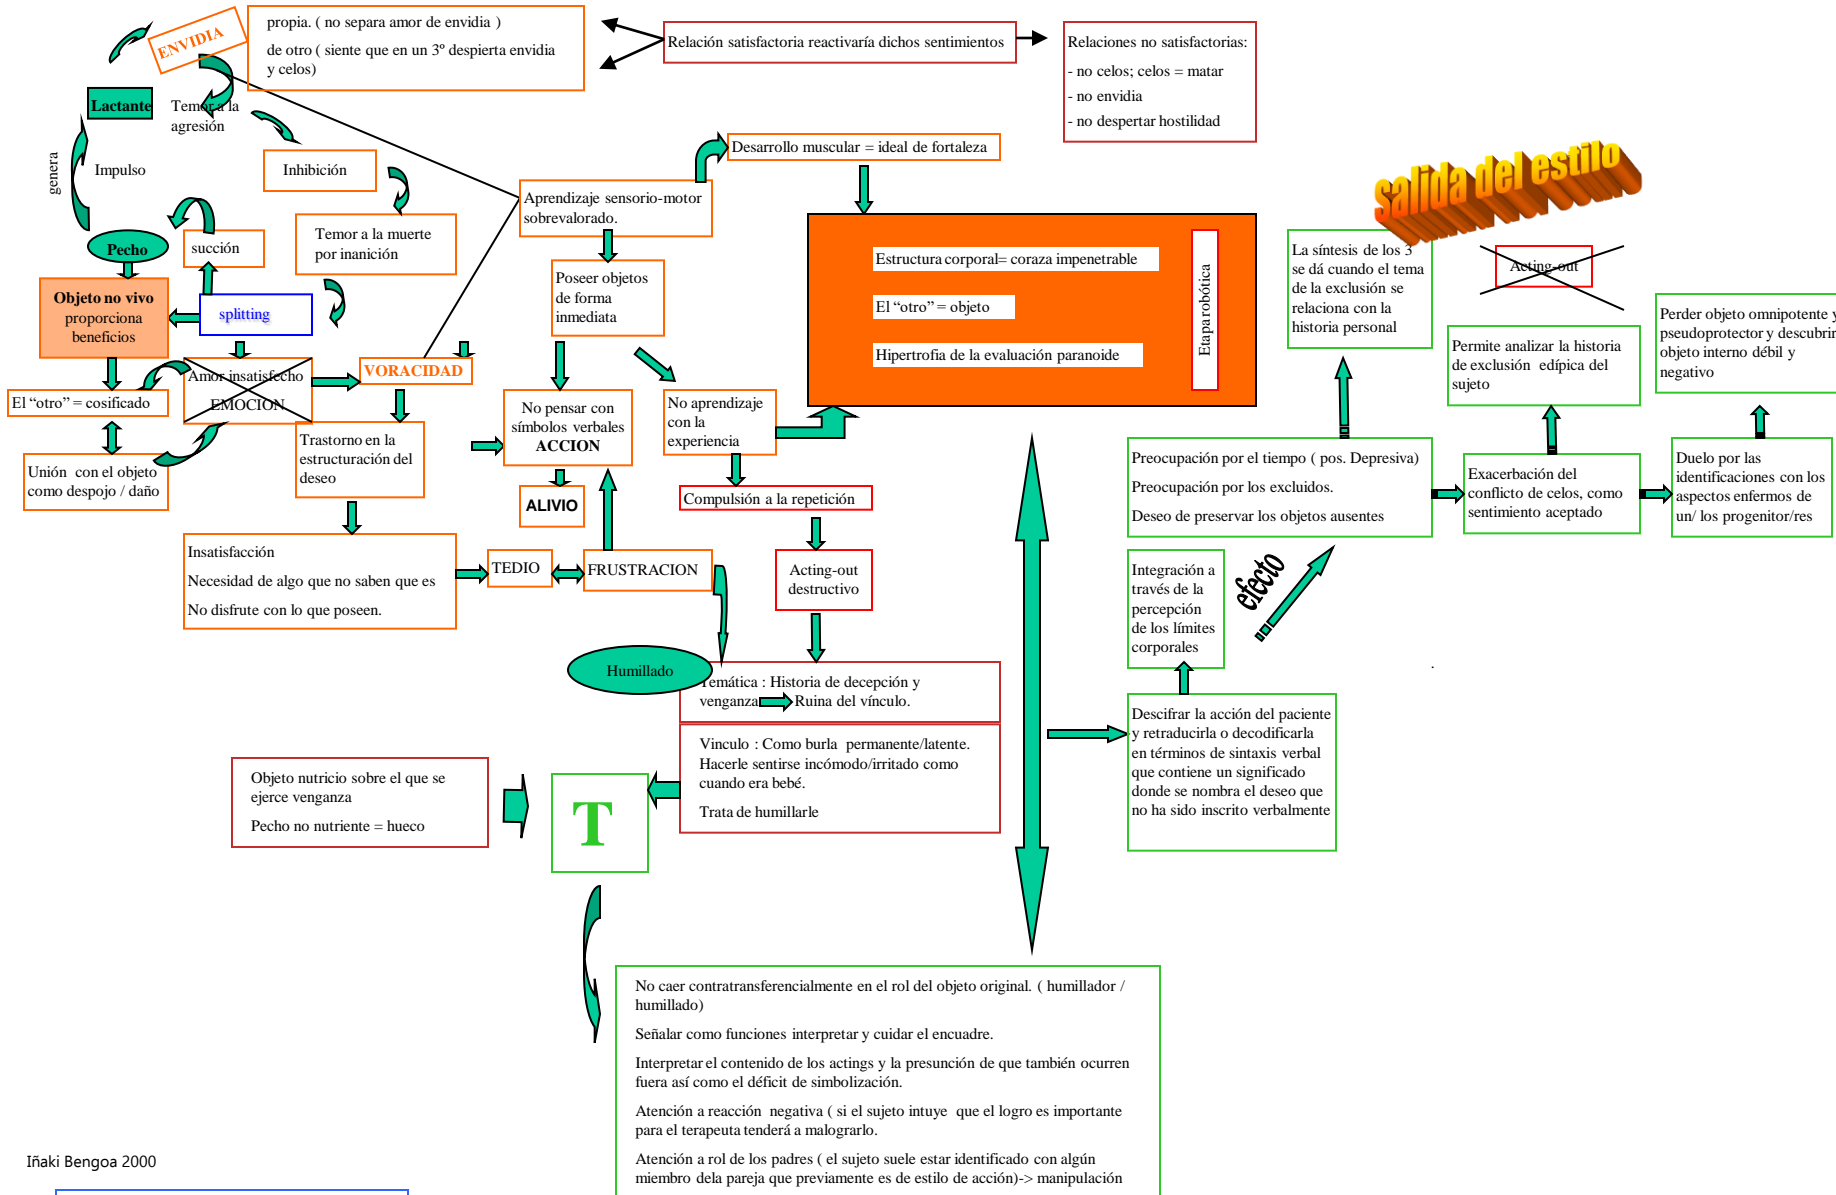 ENVIDIA
propia. ( no separa amor de envidia )
de otro ( siente que en un 3º despierta envidia
y celos)
Relación satisfactoria reactivaría dichos sentimientos
Relaciones no satisfactorias:
- no celos; celos = matar
- no envidia
- no despertar hostilidad
Lactante
Temor a la
agresión
genera
Impulso
Inhibición
Desarrollo muscular = ideal de fortaleza
salida del estilo
Aprendizaje sensorio-motor
sobrevalorado.
Pecho
succión
Temor a la muerte
por inanición
Estructura corporal= coraza impenetrable
El “otro” = objeto
Hipertrofia de la evaluación paranoide
Etapa robótica
La síntesis de los 3
se dá cuando el tema
de la exclusión se
relaciona con la
historia personal
Acting-out
Poseer objetos
de forma
inmediata
Objeto no vivo
proporciona
beneficios
splitting
Perder objeto omnipotente y
pseudoprotector y descubrir
objeto interno débil y
negativo
Permite analizar la historia
de exclusión  edípica del
sujeto
Amor insatisfecho
EMOCION
VORACIDAD
El “otro” = cosificado
No pensar con
símbolos verbales
ACCION
No aprendizaje
con la
experiencia
Trastorno en la
estructuración del
deseo
Unión  con el objeto
como despojo / daño
ALIVIO
Compulsión a la repetición
Preocupación por el tiempo ( pos. Depresiva)
Preocupación por los excluidos.
Deseo de preservar los objetos ausentes
Exacerbación del
conflicto de celos, como
sentimiento aceptado
Duelo por las
identificaciones con los
aspectos enfermos de
un/ los progenitor/res
Insatisfacción
Necesidad de algo que no saben que es
No disfrute con lo que poseen.
TEDIO
FRUSTRACION
Acting-out
destructivo
Integración a
través de la
percepción
de los límites
corporales
efecto
Humillado
Temática : Historia de decepción y
venganza Ruina del vínculo.
.
Vinculo : Como burla  permanente/latente.
Hacerle sentirse incómodo/irritado como
cuando era bebé.
Trata de humillarle
Descifrar la acción del paciente
y retraducirla o decodificarla
en términos de sintaxis verbal
que contiene un significado
donde se nombra el deseo que
no ha sido inscrito verbalmente
Objeto nutricio sobre el que se
ejerce venganza
Pecho no nutriente = hueco
T
No caer contratransferencialmente en el rol del objeto original. ( humillador /
humillado)
Señalar como funciones interpretar y cuidar el encuadre.
Interpretar el contenido de los actings y la presunción de que también ocurren
fuera así como el déficit de simbolización.
Atención a reacción  negativa ( si el sujeto intuye  que el logro es importante
para el terapeuta tenderá a malograrlo.
Atención a rol de los padres ( el sujeto suele estar identificado con algún
miembro dela pareja que previamente es de estilo de acción)-> manipulación
Iñaki Bengoa 2000